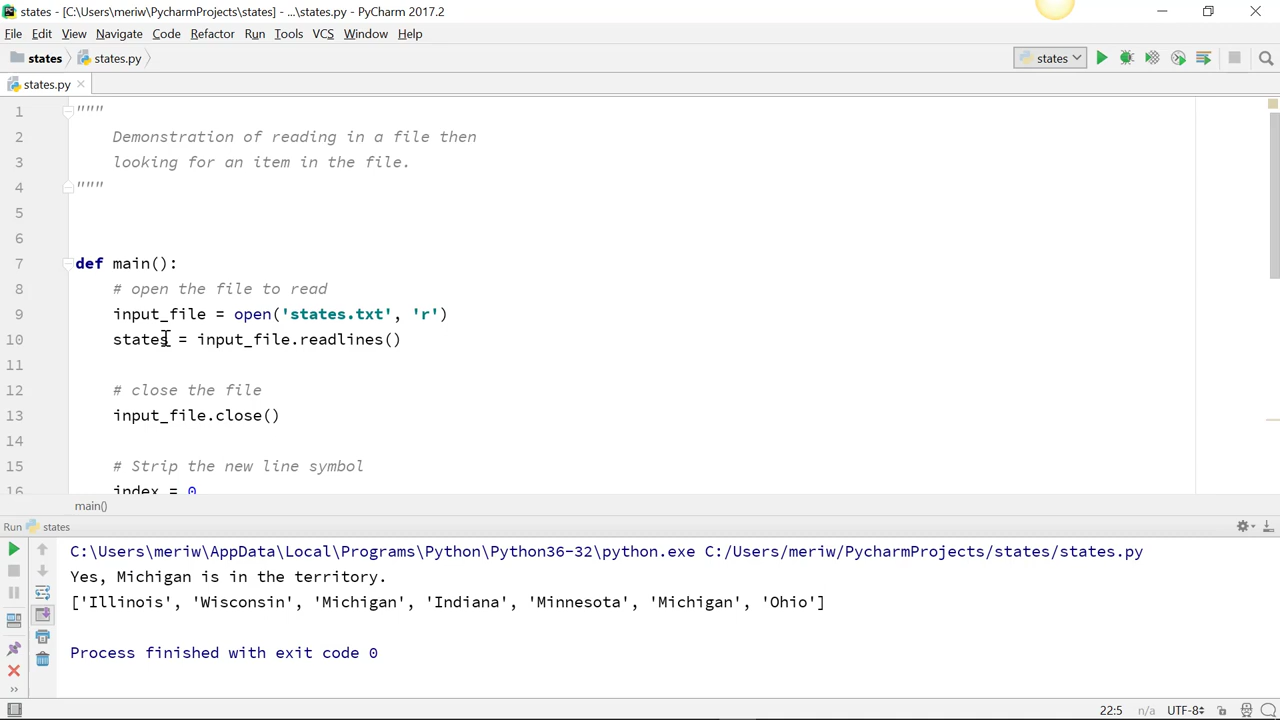 states - [C:\Users\meriw\PycharmProjects\states] - ...\states.py - PyCharm 2017.2
File Edit View Navigate Code Refactor Run Tools VCS Window Help
states states.py states
states.py
1 """
2 Demonstration of reading in a file then
3 looking for an item in the file.
4 """
5
6
7 def main():
8 # open the file to read
9 input_file = open('states.txt', 'r')
10 states = input_file.readlines()
11
12 # close the file
13 input_file.close()
14
15 # Strip the new line symbol
16 index = 0
main()
Run states
C:\Users\meriw\AppData\Local\Programs\Python\Python36-32\python.exe C:/Users/meriw/PycharmProjects/states/states.py
Yes, Michigan is in the territory.
['Illinois', 'Wisconsin', 'Michigan', 'Indiana', 'Minnesota', 'Michigan', 'Ohio']
Process finished with exit code 0
22:5 n/a UTF-8